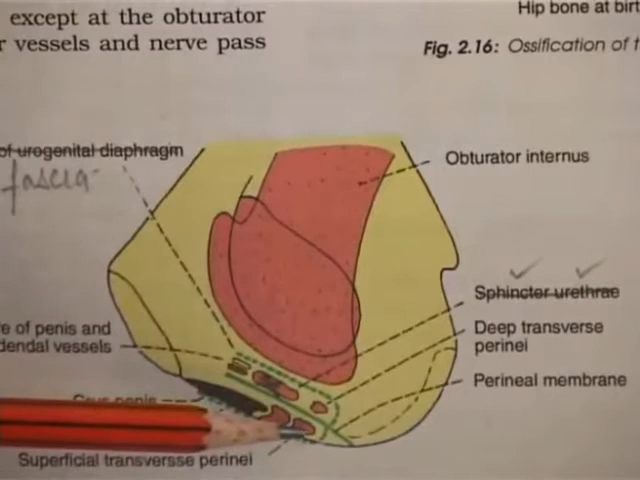 except at the obturator
vessels and nerve pass
Hip bone at birt
Fig. 2.16: Ossification of t
of urogenital diaphragm
fascia
Obturator internus
Sphincter urethrae
Deep transverse
perinei
e of penis and
dendal vessels
Perineal membrane
Crus penis
Superficial transversse perinei